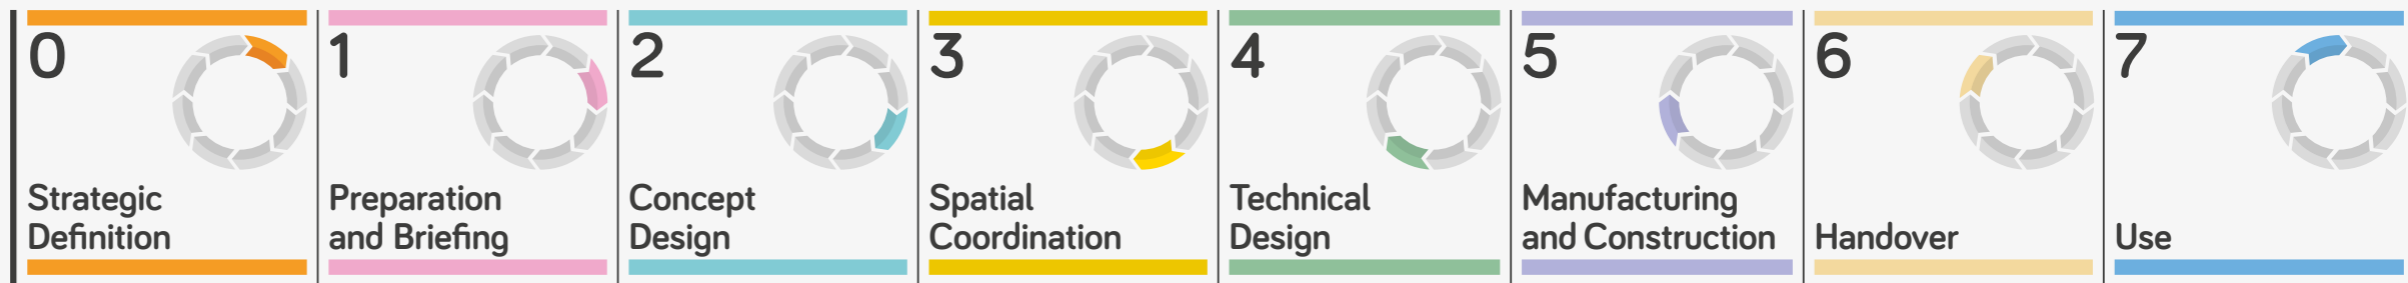 0
Strategic
Definition
1
Preparation
and Briefing
2
Concept
Design
3
Spatial
Coordination
4
Technical
Design
5
Manufacturing
and Construction
6
Handover
7
Use